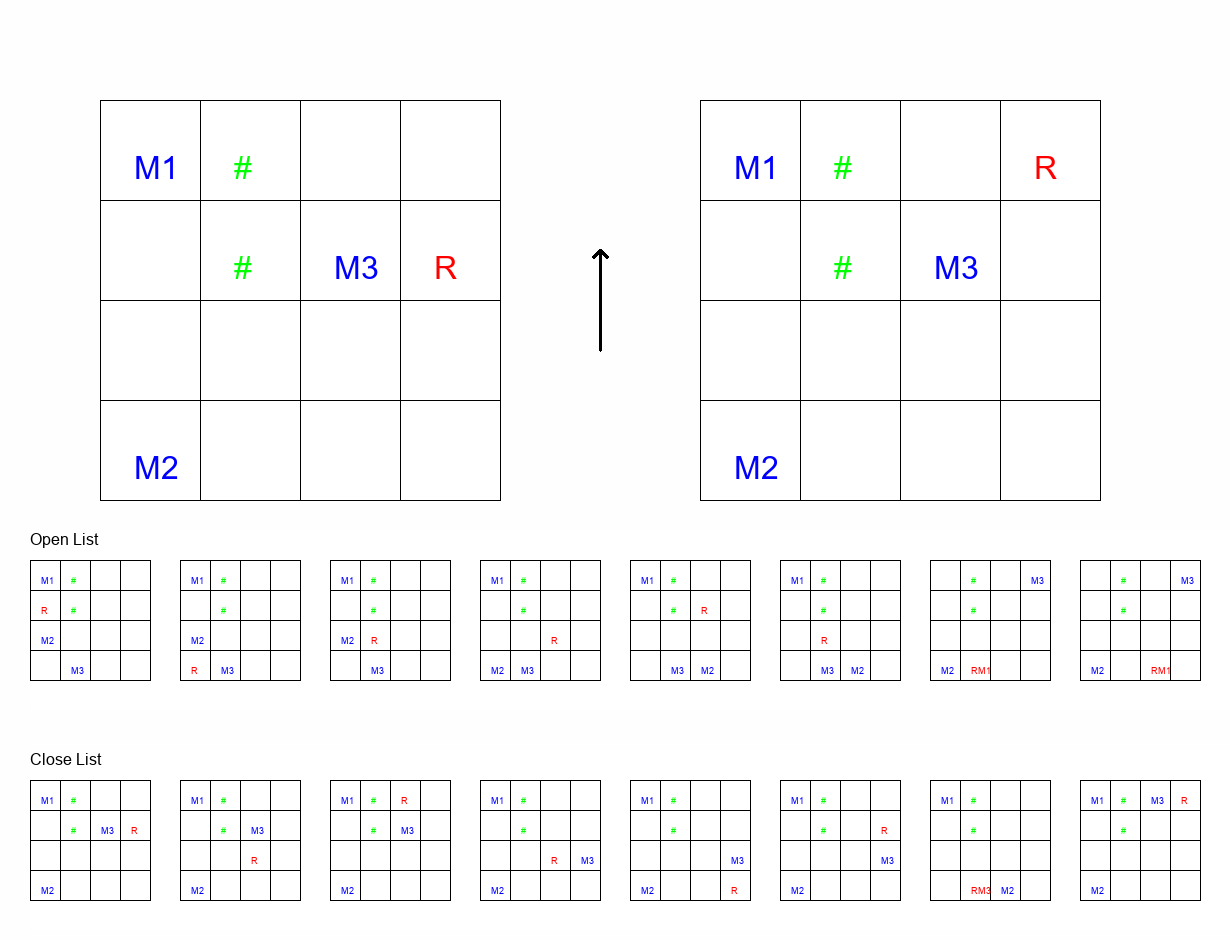 M1 # M1 # R
# M3 R # M3
M2 M2
Open List
M1 # M1 # M1 # M1 # M1 # M1 # # M3 # M3
R # # # # # R # # #
M2 M2 M2 R R R
M3 R M3 M3 M2 M3 M3 M2 M3 M2 M2 RM1 M2 RM1
Close List
M1 # M1 # M1 # R M1 # M1 # M1 # M1 # M1 # M3 R
# M3 R # M3 # M3 # # # R # #
R R M3 M3 M3
M2 M2 M2 M2 M2 R M2 RM3 M2 M2